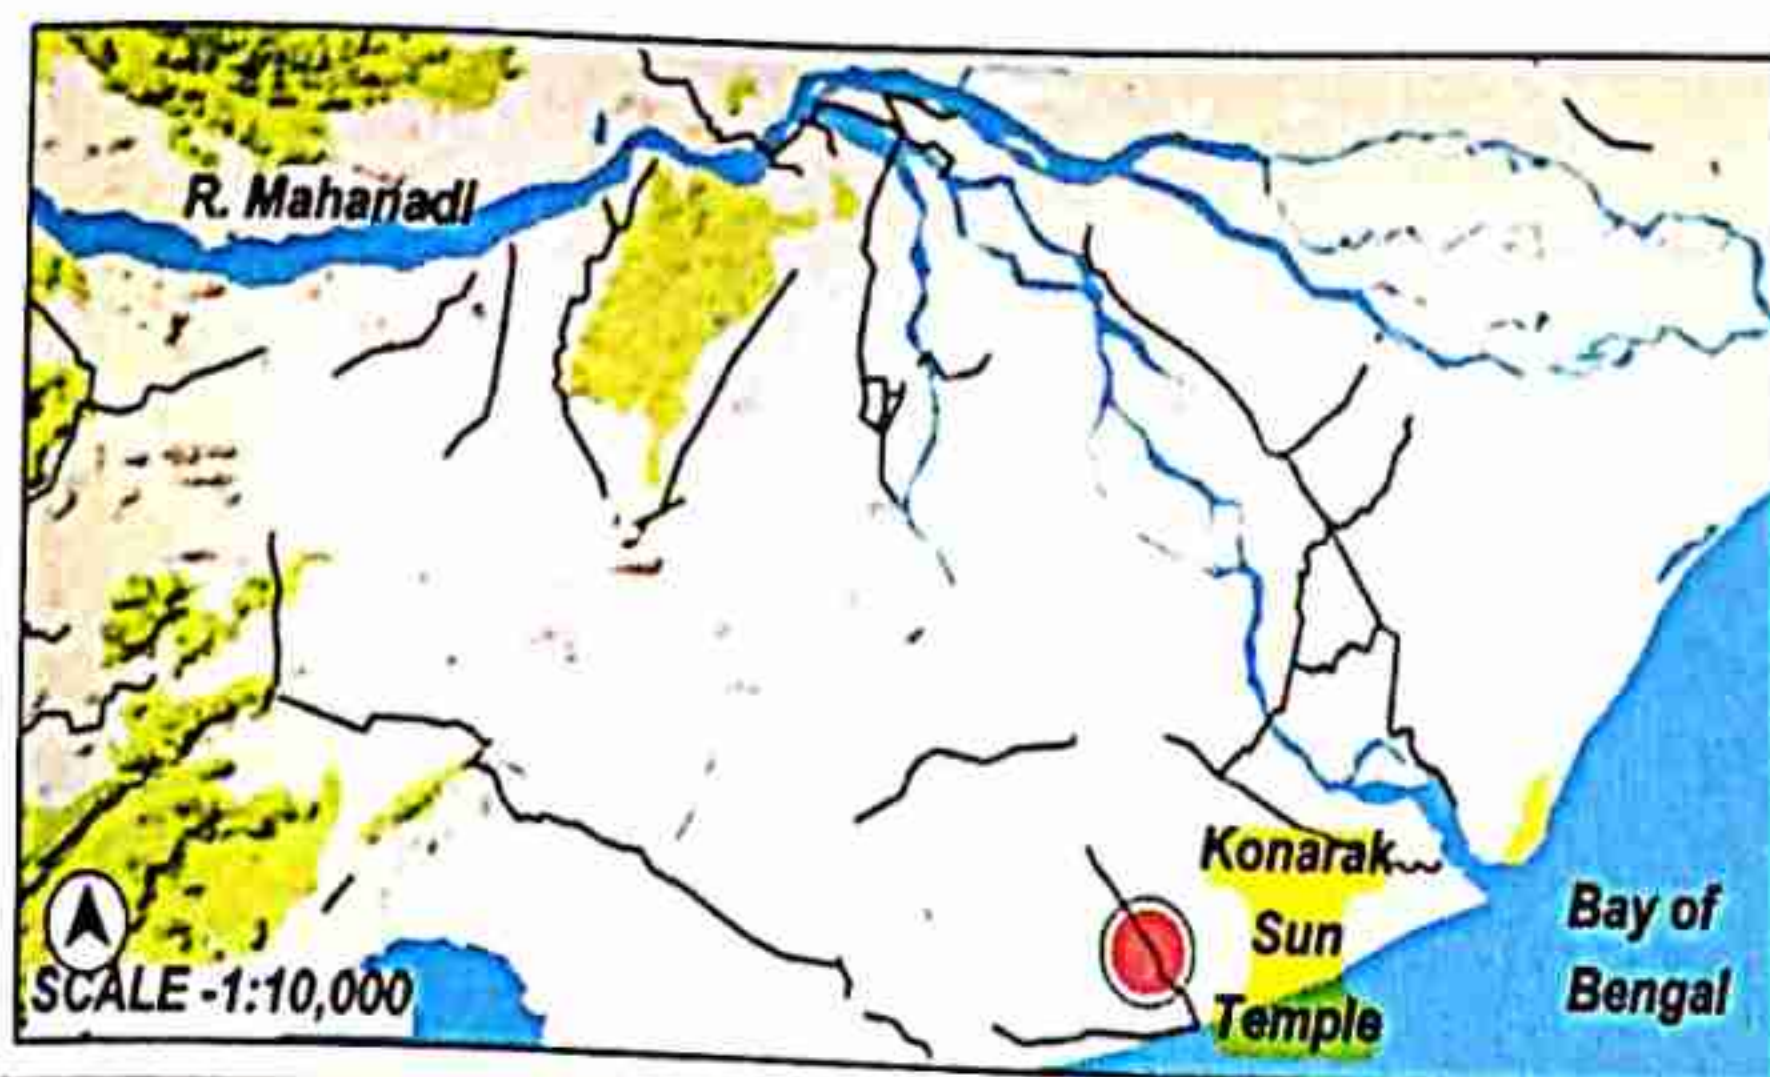 R. Mahanadi
Konarak
Sun
Temple
Bay of
Bengal
SCALE -1:10,000